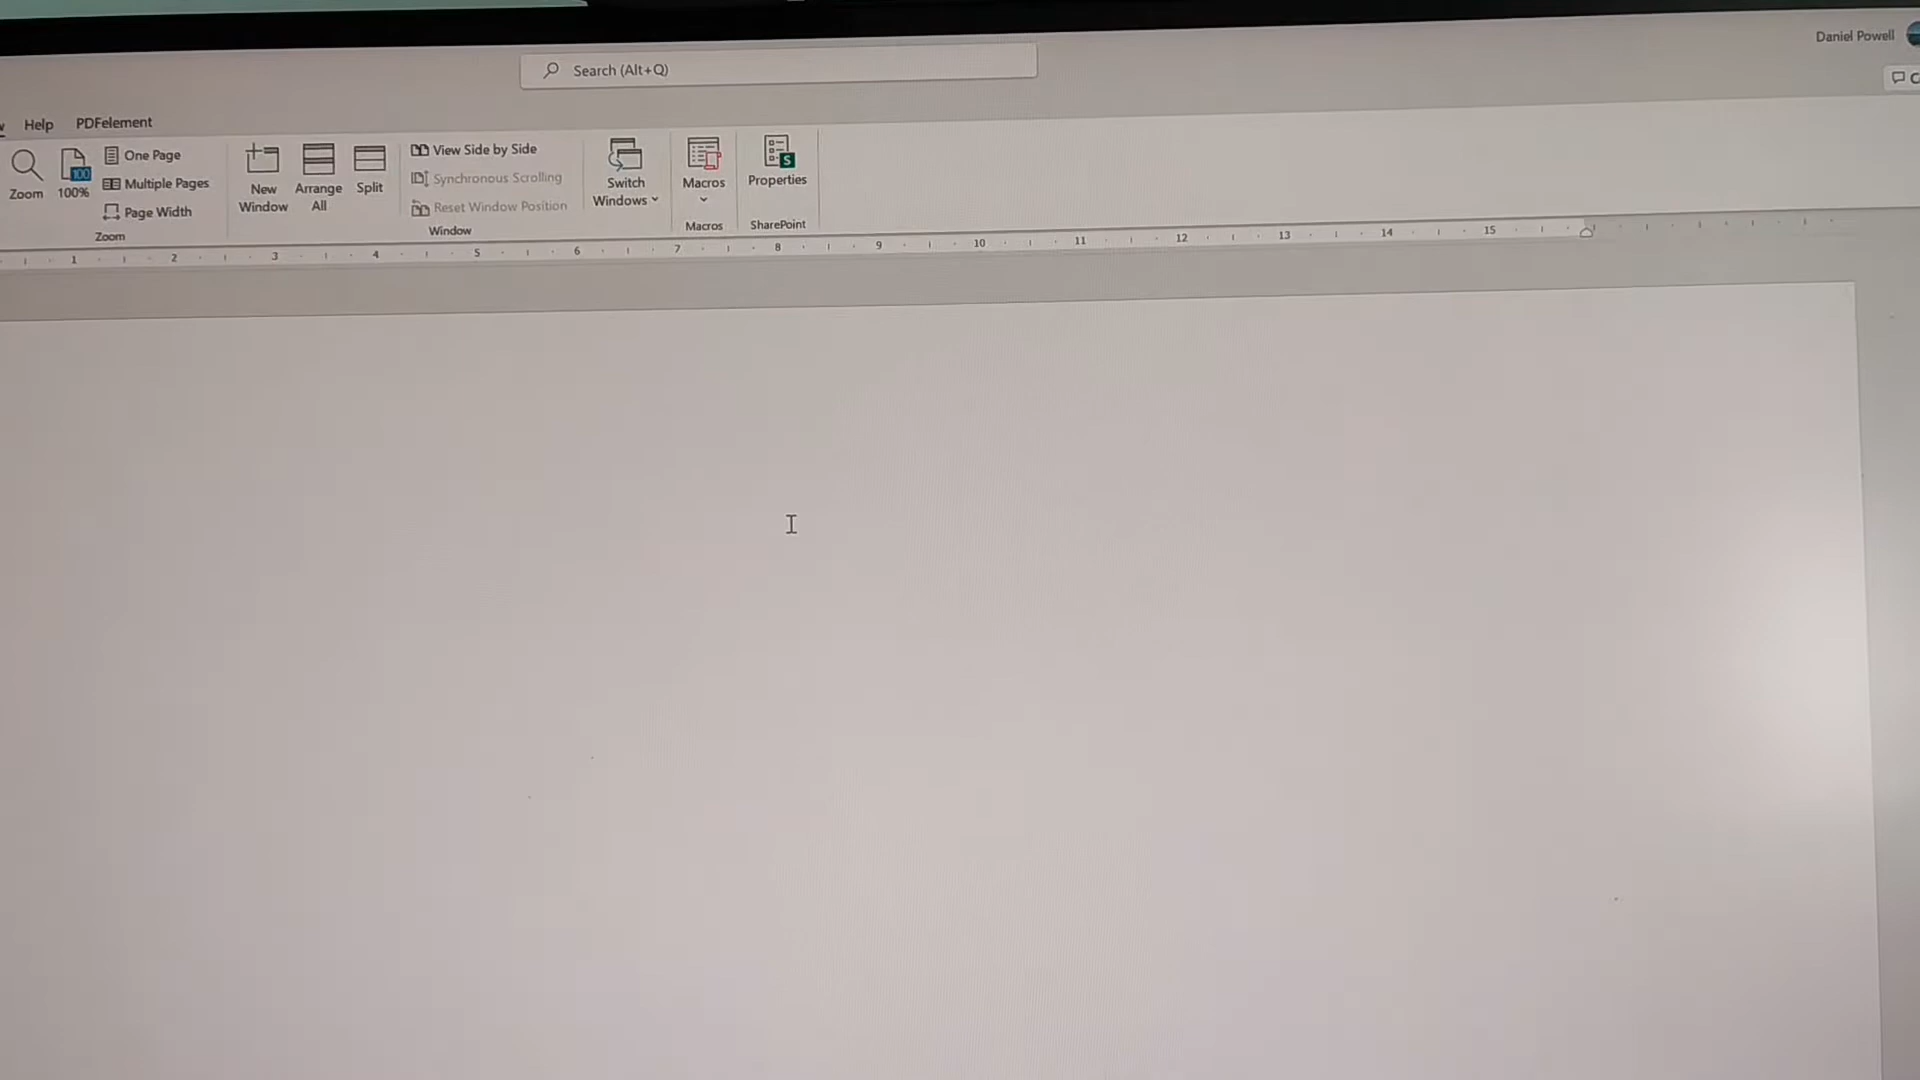 Daniel Powell
Search (Alt+Q)
Help PDFelement
Zoom
100
100%
One Page
Multiple Pages
Page Width
Zoom
New Window
Arrange All
Split
View Side by Side
Synchronous Scrolling
Reset Window Position
Window
Switch Windows
Macros
Macros
S
Properties
SharePoint
1 2 3 4 5 6 7 8 9 10 11 12 13 14 15